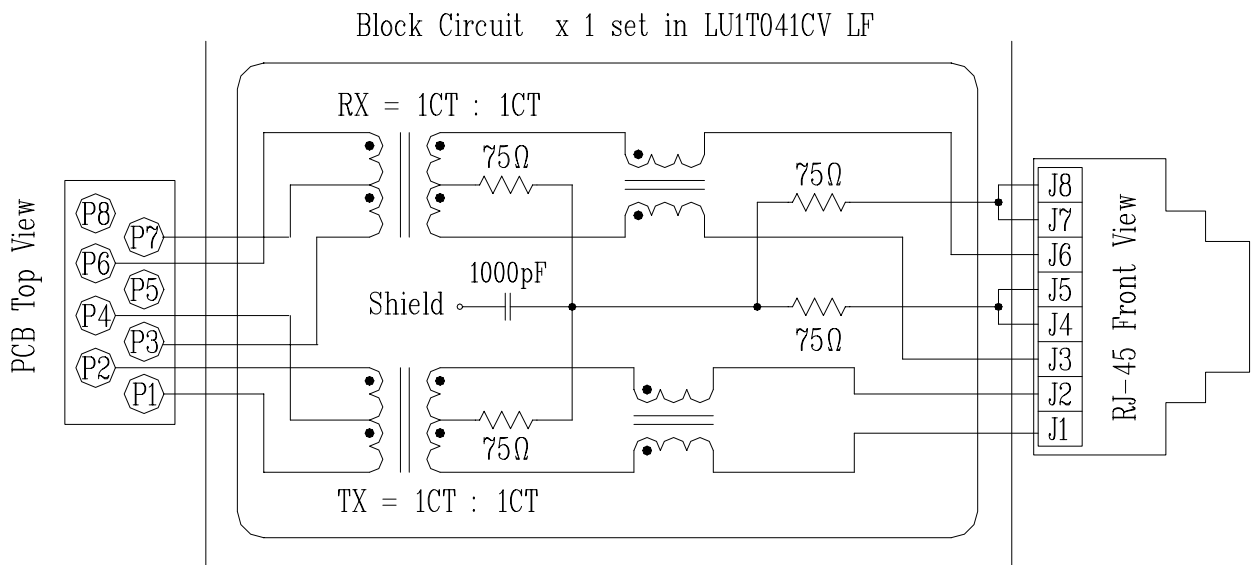 Block Circuit x 1 set in LU1T041CV LF
RX = 1CT : 1CT
75Ω
75Ω
PCB Top View
P8
P7
P6
P5
P4
P3
P2
P1
1000pF
Shield
75Ω
75Ω
TX = 1CT : 1CT
J8
J7
J6
J5
J4
J3
J2
J1
RJ-45 Front View